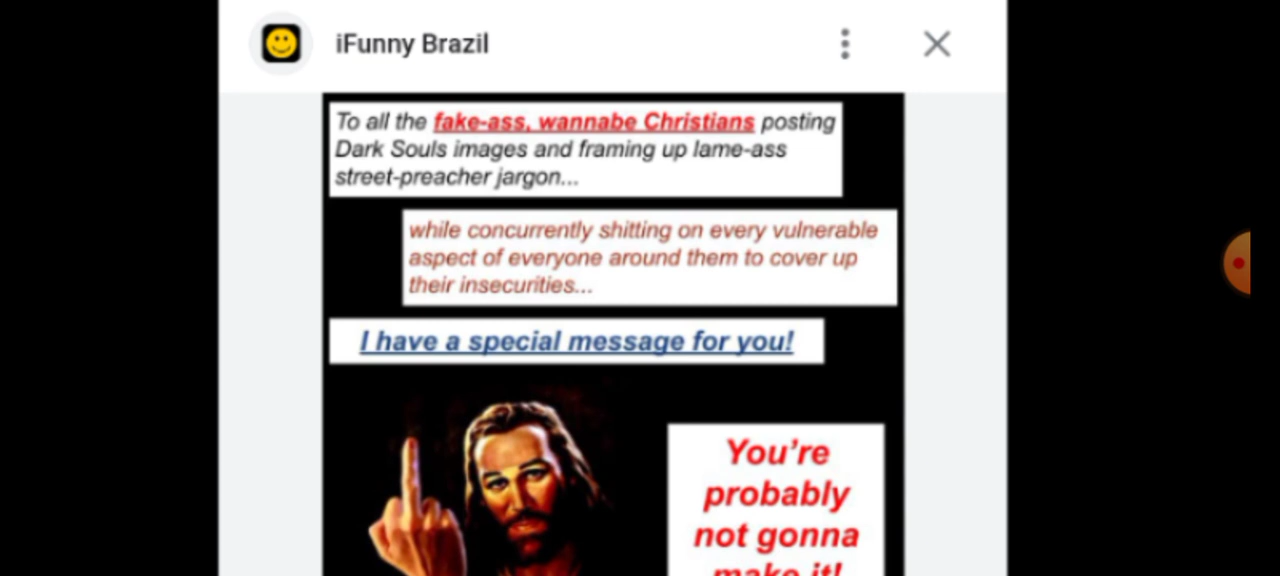 iFunny Brazil
To all the fake-ass, wannabe Christians posting
Dark Souls images and framing up lame-ass
street-preacher jargon...
while concurrently shitting on every vulnerable
aspect of everyone around them to cover up
their insecurities...
I have a special message for you!
You're
probably
not gonna
make it!